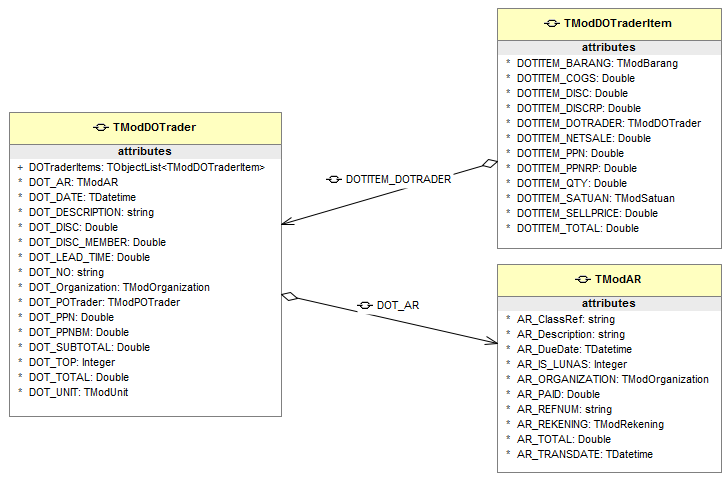 TModDOTrader
attributes
+ DOTraderItems: TObjectList<TModDOTraderItem>
* DOT_AR: TModAR
* DOT_DATE: TDatetime
* DOT_DESCRIPTION: string
* DOT_DISC: Double
* DOT_DISC_MEMBER: Double
* DOT_LEAD_TIME: Double
* DOT_NO: string
* DOT_Organization: TModOrganization
* DOT_POTrader: TModPOTrader
* DOT_PPN: Double
* DOT_PPNBM: Double
* DOT_SUBTOTAL: Double
* DOT_TOP: Integer
* DOT_TOTAL: Double
* DOT_UNIT: TModUnit
DOTITEM_DOTRADER
DOT_AR
TModDOTraderItem
attributes
* DOTITEM_BARANG: TModBarang
* DOTITEM_COGS: Double
* DOTITEM_DISC: Double
* DOTITEM_DISCRP: Double
* DOTITEM_DOTRADER: TModDOTrader
* DOTITEM_NETSALE: Double
* DOTITEM_PPN: Double
* DOTITEM_PPNRP: Double
* DOTITEM_QTY: Double
* DOTITEM_SATUAN: TModSatuan
* DOTITEM_SELLPRICE: Double
* DOTITEM_TOTAL: Double
TModAR
attributes
* AR_ClassRef: string
* AR_Description: string
* AR_DueDate: TDatetime
* AR_IS_LUNAS: Integer
* AR_ORGANIZATION: TModOrganization
* AR_PAID: Double
* AR_REFNUM: string
* AR_REKENING: TModRekening
* AR_TOTAL: Double
* AR_TRANSDATE: TDatetime